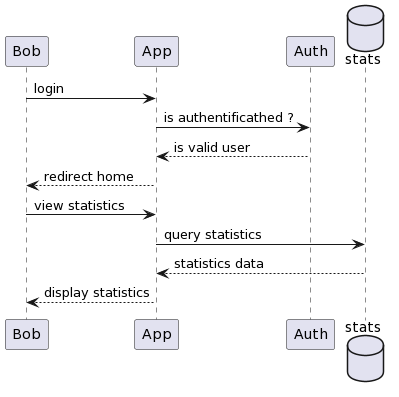 Bob
App
Auth
stats
login
is authentificathed ?
is valid user
redirect home
view statistics
query statistics
statistics data
display statistics
Bob
App
Auth
stats